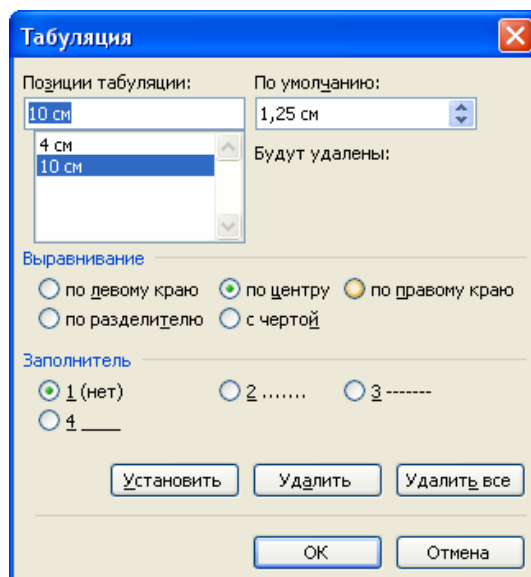 Табуляция
Позиции табуляции: По умолчанию:
10 см 1,25 см
4 см Будут удалены:
10 см
Выравнивание
по левому краю по центру по правому краю
по разделителю с чертой
Заполнитель
1 (нет) 2 ....... 3 -------
4 ____
Установить Удалить Удалить все
ОК Отмена